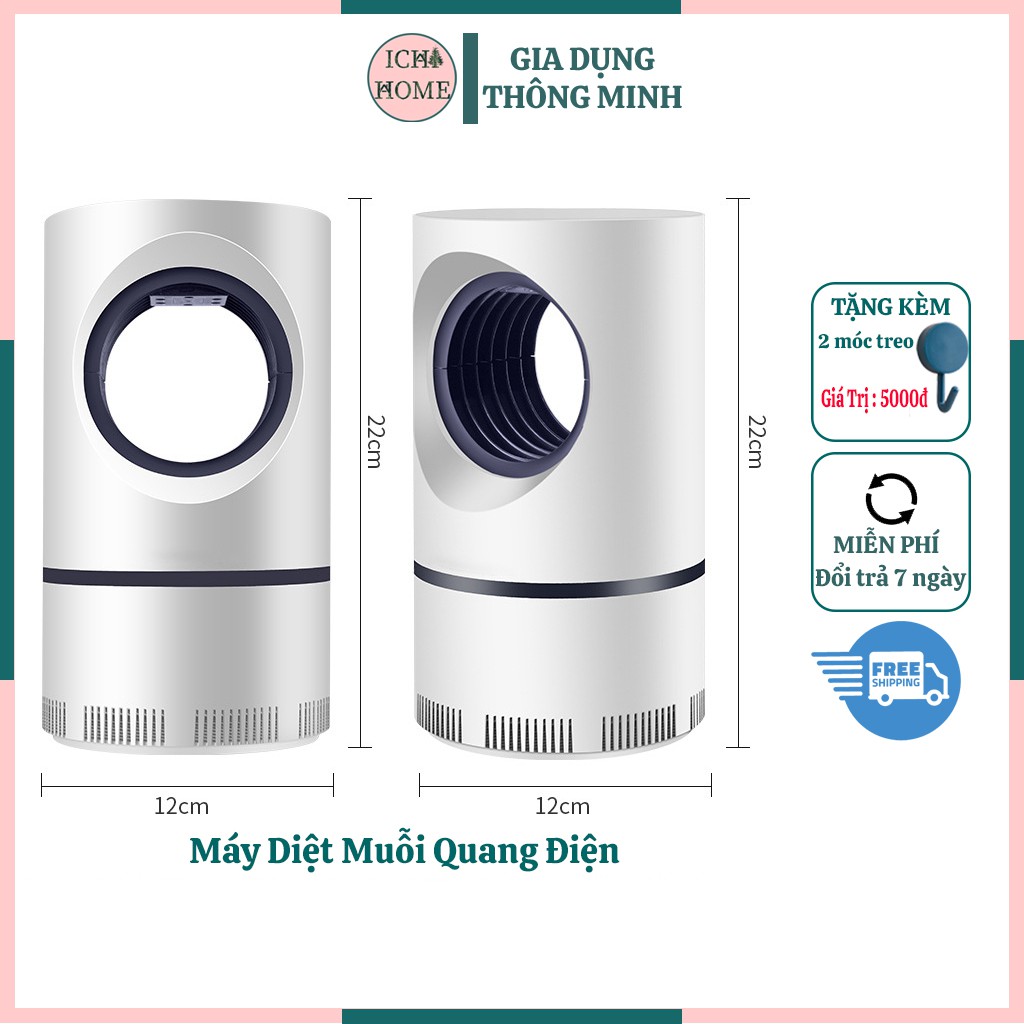 ICH
HOME
GIA DỤNG
THÔNG MINH
22cm
22cm
12cm
12cm
TẶNG KÈM
2 móc treo
Giá Trị : 5000đ
MIỄN PHÍ
Đổi trả 7 ngày
FREE
SHIPPING
Máy Diệt Muỗi Quang Điện